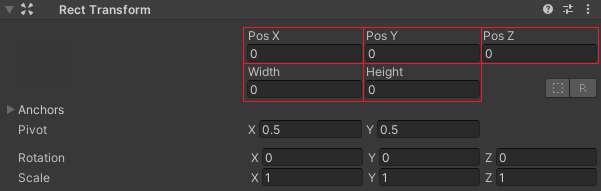 Rect Transform
Pos X Pos Y Pos Z
0 0 0
Width Height
0 0
R
Anchors
Pivot X 0.5 Y 0.5
Rotation X 0 Y 0 Z 0
Scale X 1 Y 1 Z 1